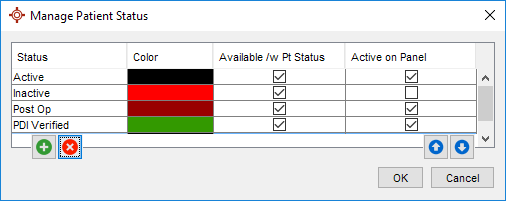 Manage Patient Status
Status Color Available /w Pt Status Active on Panel
Active
Inactive
Post Op
PDI Verified
OK Cancel